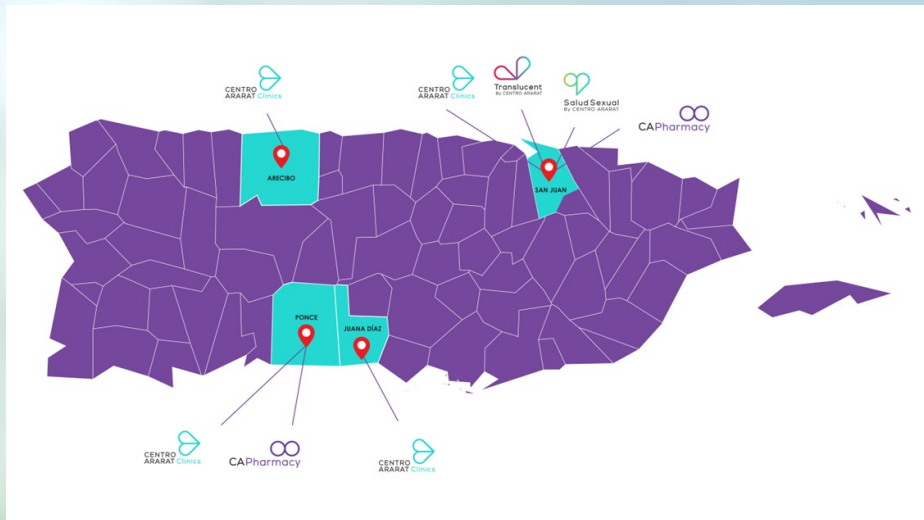 CENTRO
ARARAT Clinics
CENTRO
ARARAT Clinics
Translucent
By CENTRO ARARAT
Salud Sexual
By CENTRO ARARAT
CAPharmacy
ARECIBO
SAN JUAN
PONCE
JUANA DÍAZ
CENTRO
ARARAT Clinics
CAPharmacy
CENTRO
ARARAT Clinics